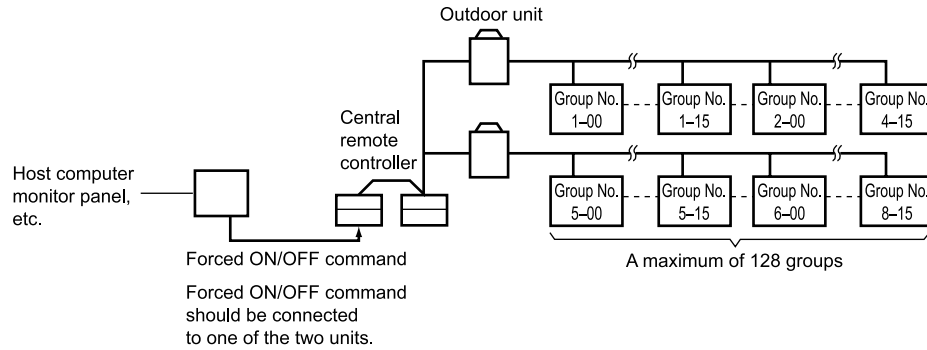 Outdoor unit
Group No.
1–00
Group No.
1–15
Group No.
2–00
Group No.
4–15
Central
remote
controller
Host computer
monitor panel,
etc.
Group No.
5–00
Group No.
5–15
Group No.
6–00
Group No.
8–15
Forced ON/OFF command
A maximum of 128 groups
Forced ON/OFF command
should be connected
to one of the two units.